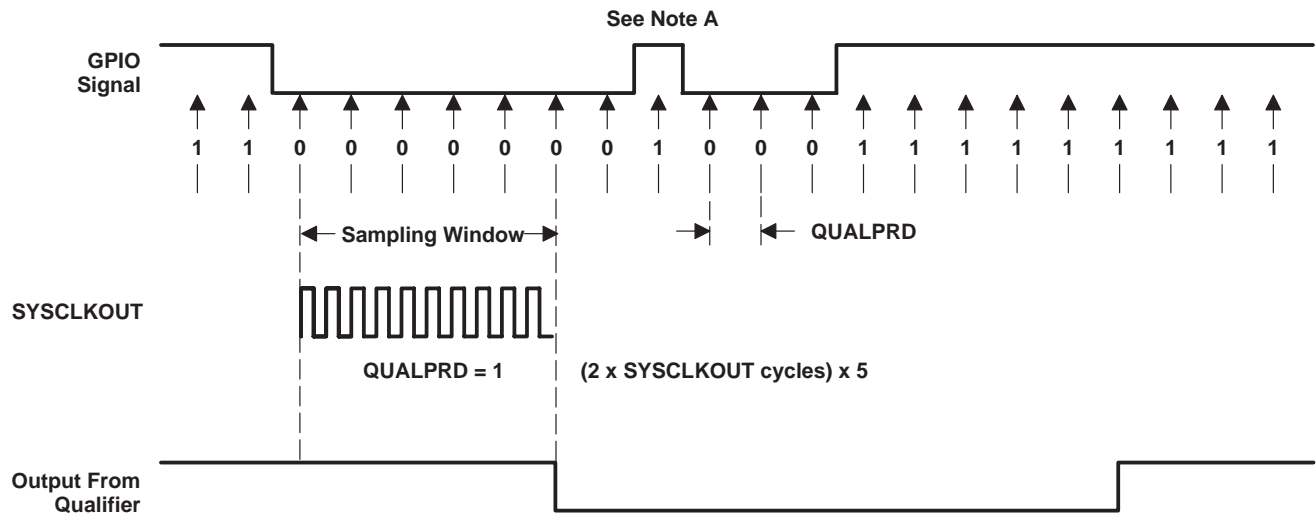 See Note A
GPIO
Signal
1 1 0 0 0 0 0 0 0 1 0 0 0 1 1 1 1 1 1 1 1 1
Sampling Window
QUALPRD
SYSCLKOUT
QUALPRD = 1
(2 x SYSCLKOUT cycles) x 5
Output From
Qualifier